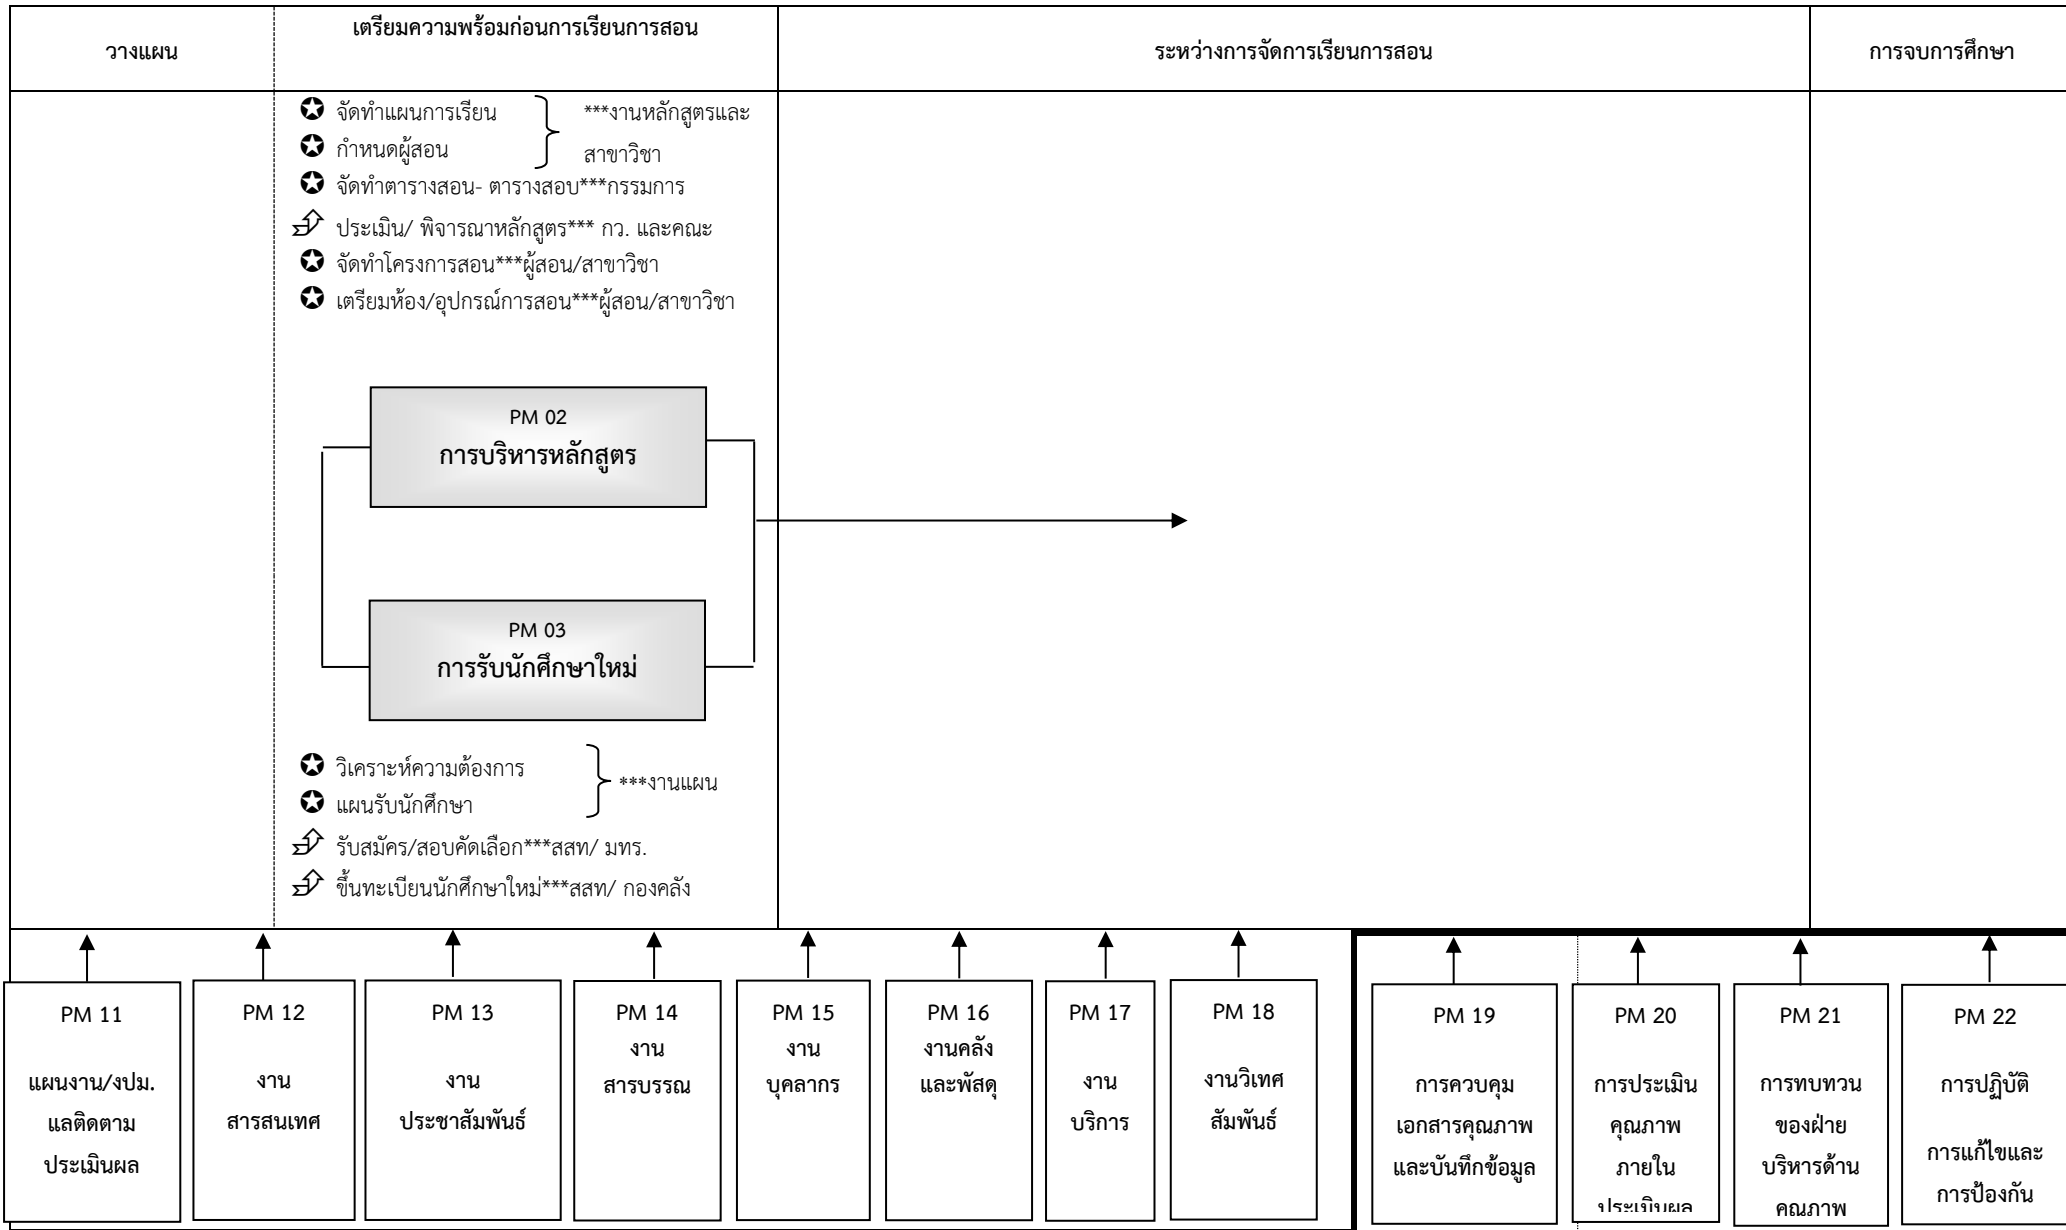 วางแผน
เตรียมความพร้อมก่อนการเรียนการสอน
ระหว่างการจัดการเรียนการสอน
การจบการศึกษา
จัดทำแผนการเรียน
กำหนดผู้สอน
***งานหลักสูตรและ
สาขาวิชา
จัดทำตารางสอน- ตารางสอบ***กรรมการ
ประเมิน/ พิจารณาหลักสูตร*** กว. และคณะ
จัดทำโครงการสอน***ผู้สอน/สาขาวิชา
เตรียมห้อง/อุปกรณ์การสอน***ผู้สอน/สาขาวิชา
PM 02
การบริหารหลักสูตร
PM 03
การรับนักศึกษาใหม่
วิเคราะห์ความต้องการ
แผนรับนักศึกษา
***งานแผน
รับสมัคร/สอบคัดเลือก***สสท/ มทร.
ขึ้นทะเบียนนักศึกษาใหม่***สสท/ กองคลัง
PM 11
แผนงาน/งปม.
แลติดตาม
ประเมินผล
PM 12
งาน
สารสนเทศ
PM 13
งาน
ประชาสัมพันธ์
PM 14
งาน
สารบรรณ
PM 15
งาน
บุคลากร
PM 16
งานคลัง
และพัสดุ
PM 17
งาน
บริการ
PM 18
งานวิเทศ
สัมพันธ์
PM 19
การควบคุม
เอกสารคุณภาพ
และบันทึกข้อมูล
PM 20
การประเมิน
คุณภาพ
ภายใน
ประเมินผล
PM 21
การทบทวน
ของฝ่าย
บริหารด้าน
คุณภาพ
PM 22
การปฏิบัติ
การแก้ไขและ
การป้องกัน